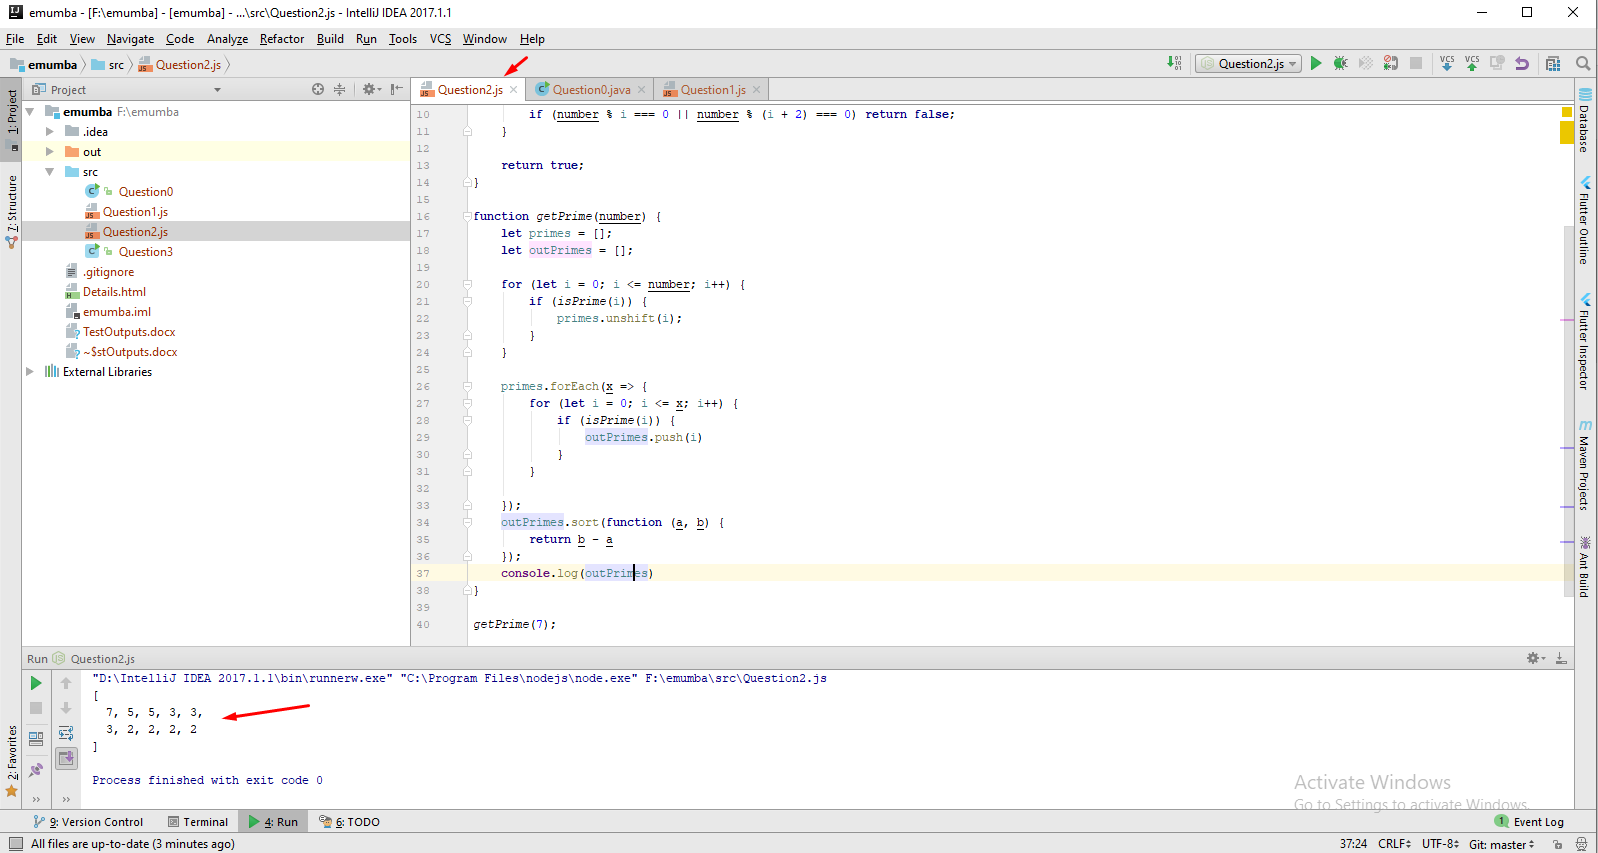 emumba - [F:\emumba] - [emumba] - ...\src\Question2.js - IntelliJ IDEA 2017.1.1
File Edit View Navigate Code Analyze Refactor Build Run Tools VCS Window Help
emumba src Question2.js
Question2.js
VCS VCS
Project
Question2.js Question0.java Question1.js
1: Project
7: Structure
2: Favorites
emumba F:\emumba
.idea
out
src
Question0
Question1.js
Question2.js
Question3
.gitignore
Details.html
emumba.iml
TestOutputs.docx
~$stOutputs.docx
External Libraries
10 if (number % i === 0 || number % (i + 2) === 0) return false;
11 }
12
13 return true;
14 }
15
16 function getPrime(number) {
17 let primes = [];
18 let outPrimes = [];
19
20 for (let i = 0; i <= number; i++) {
21 if (isPrime(i)) {
22 primes.unshift(i);
23 }
24 }
25
26 primes.forEach(x => {
27 for (let i = 0; i <= x; i++) {
28 if (isPrime(i)) {
29 outPrimes.push(i)
30 }
31 }
32
33 });
34 outPrimes.sort(function (a, b) {
35 return b - a
36 });
37 console.log(outPrimes)
38 }
39
40 getPrime(7);
Database
Flutter Outline
Flutter Inspector
Maven Projects
Ant Build
Run Question2.js
"D:\IntelliJ IDEA 2017.1.1\bin\runnerw.exe" "C:\Program Files\nodejs\node.exe" F:\emumba\src\Question2.js
[
7, 5, 5, 3, 3,
3, 2, 2, 2, 2
]
Process finished with exit code 0
Activate Windows
Go to Settings to activate Windows.
9: Version Control Terminal 4: Run 6: TODO 1 Event Log
All files are up-to-date (3 minutes ago) 37:24 CRLF UTF-8 Git: master